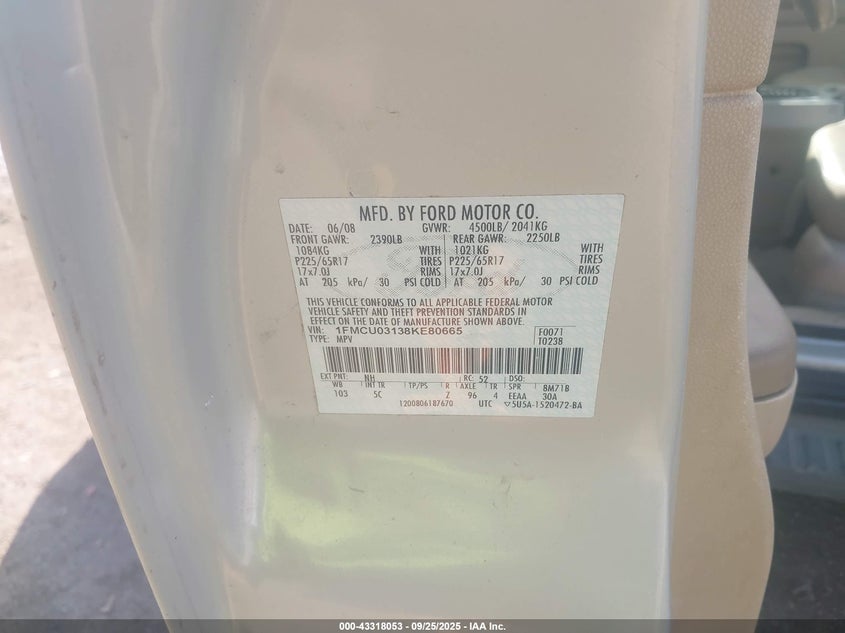 MFD. BY FORD MOTOR CO.
DATE: 06/08 GVWR: 4500LB/ 2041KG
FRONT GAWR: 2390LB REAR GAWR: 2250LB
1084KG WITH 1021KG WITH
P225/65R17 TIRES P225/65R17 TIRES
17x7.0J RIMS 17x7.0J RIMS
AT 205 kPa/ 30 PSI COLD AT 205 kPa/ 30 PSI COLD
THIS VEHICLE CONFORMS TO ALL APPLICABLE FEDERAL MOTOR
VEHICLE SAFETY AND THEFT PREVENTION STANDARDS IN
EFFECT ON THE DATE OF MANUFACTURE SHOWN ABOVE.
VIN: 1FMCU03138KE80665 F0071
TYPE: MPV T0238
EXT PNT: NH RC: 52 DSO:
WB INT TR TP/PS R AXLE TR SPR BM71B
103 5C Z 96 4 EEAA 30A
1200806187670 UTC ▽5U5A-1520472-BA
000-43318053 - 09/25/2025 - IAA Inc.